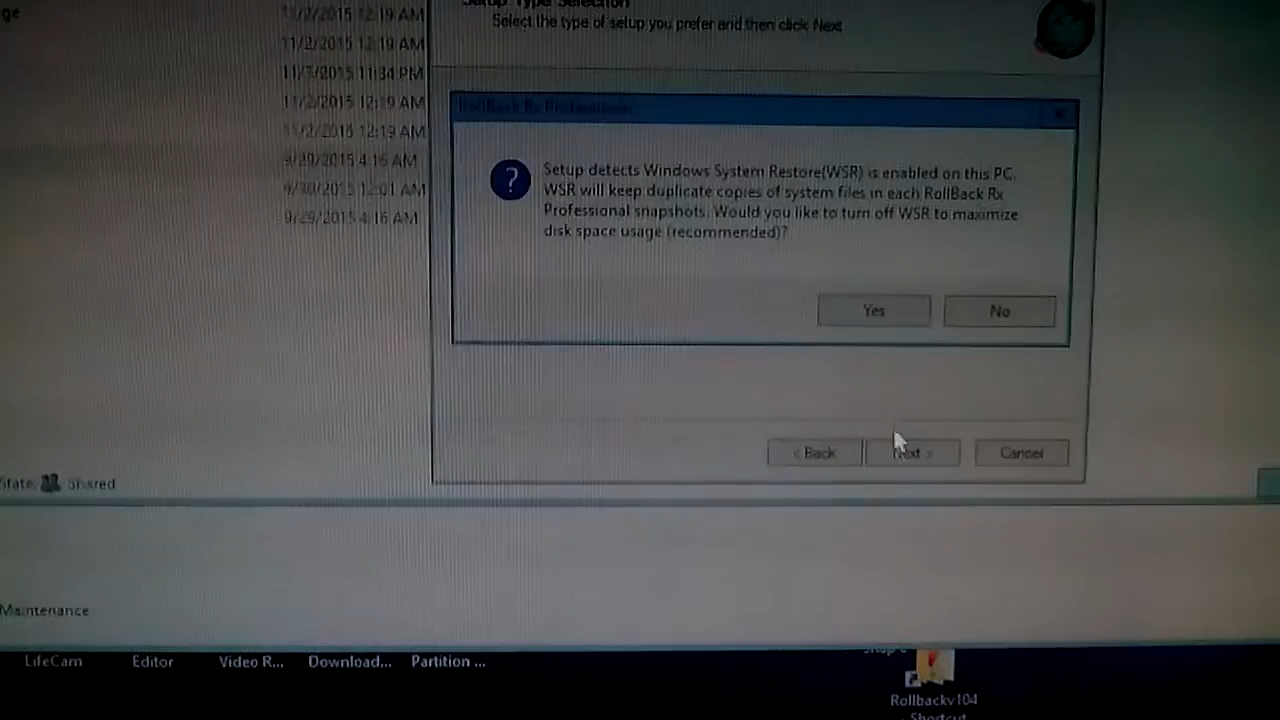 ge
11/2/2015 12:19 AM
Setup Type Selection
Select the type of setup you prefer and then click Next
11/2/2015 12:19 AM
11/1/2015 11:34 PM
11/2/2015 12:19 AM
11/2/2015 12:19 AM
9/29/2015 4:16 AM
9/30/2015 12:01 AM
9/29/2015 4:16 AM
RollBack Rx Professional
Setup detects Windows System Restore(WSR) is enabled on this PC.
WSR will keep duplicate copies of system files in each RollBack Rx
Professional snapshots. Would you like to turn off WSR to maximize
disk space usage (recommended)?
Yes
No
< Back
Next >
Cancel
State: Shared
Maintenance
LifeCam
Editor
Video R...
Download...
Partition ...
Rollbackv104
- Shortcut